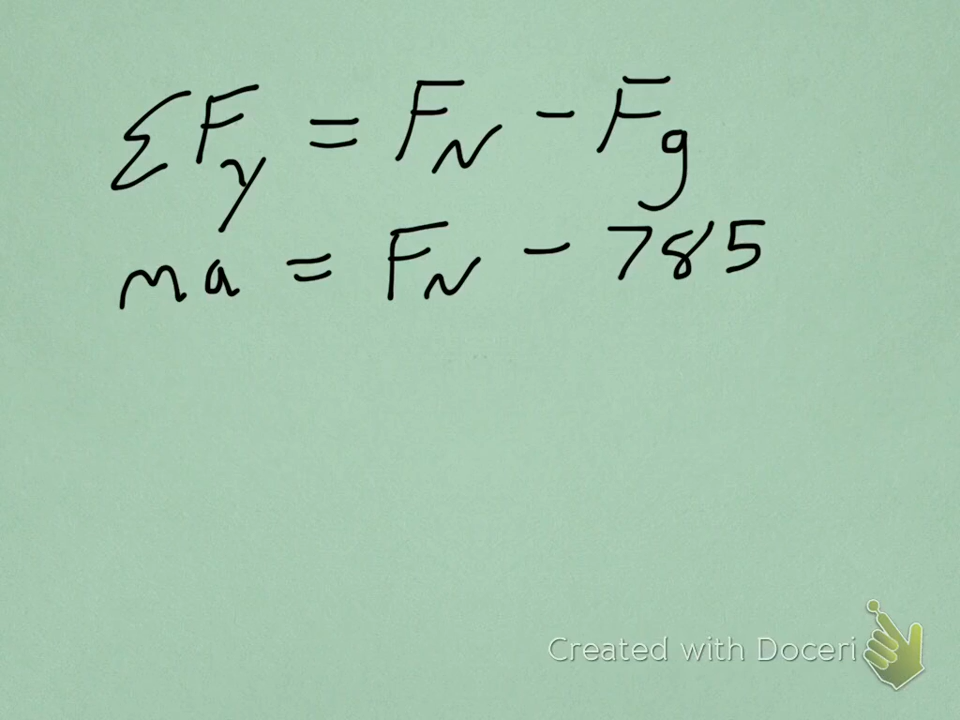 ΣFy = FN - Fg
ma = FN - 785
Created with Doceri